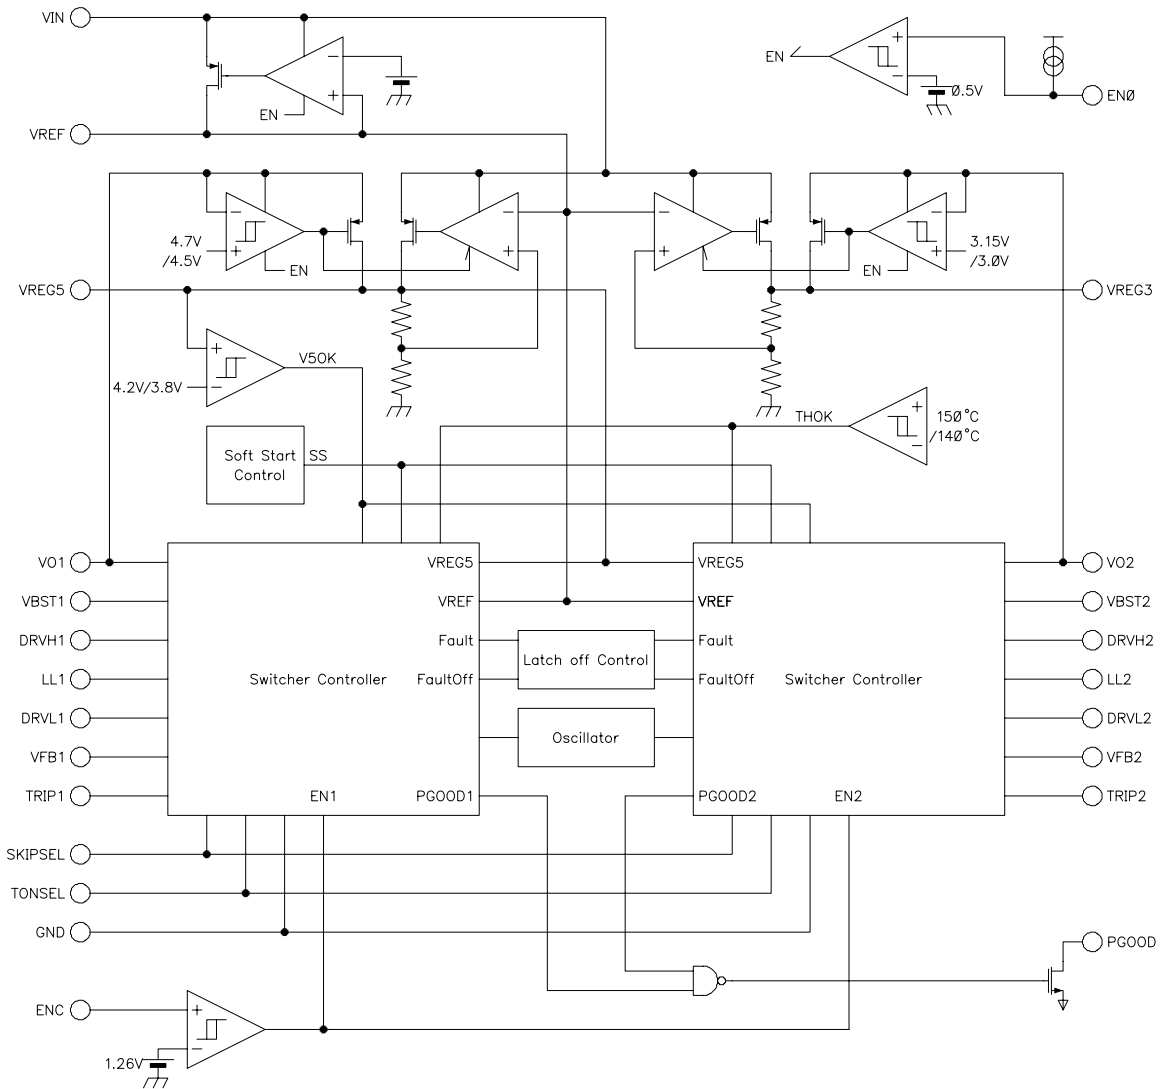 VIN
EN
+
−
0.5V
EN0
−
+
EN
VREF
−
4.7V
/4.5V
+
EN
−
+
−
+
−
+
3.15V
/3.0V
EN
VREG5
VREG3
+
V5OK
4.2V/3.8V
−
THOK
+
−
150°C
/140°C
Soft Start
Control
SS
VO1
VREG5
VREG5
VO2
VBST1
VREF
VREF
VBST2
DRVH1
Fault
Latch off Control
Fault
DRVH2
LL1
Switcher Controller
FaultOff
FaultOff
Switcher Controller
LL2
DRVL1
Oscillator
DRVL2
VFB1
VFB2
TRIP1
EN1
PGOOD1
PGOOD2
EN2
TRIP2
SKIPSEL
TONSEL
GND
PGOOD
ENC
+
−
1.26V